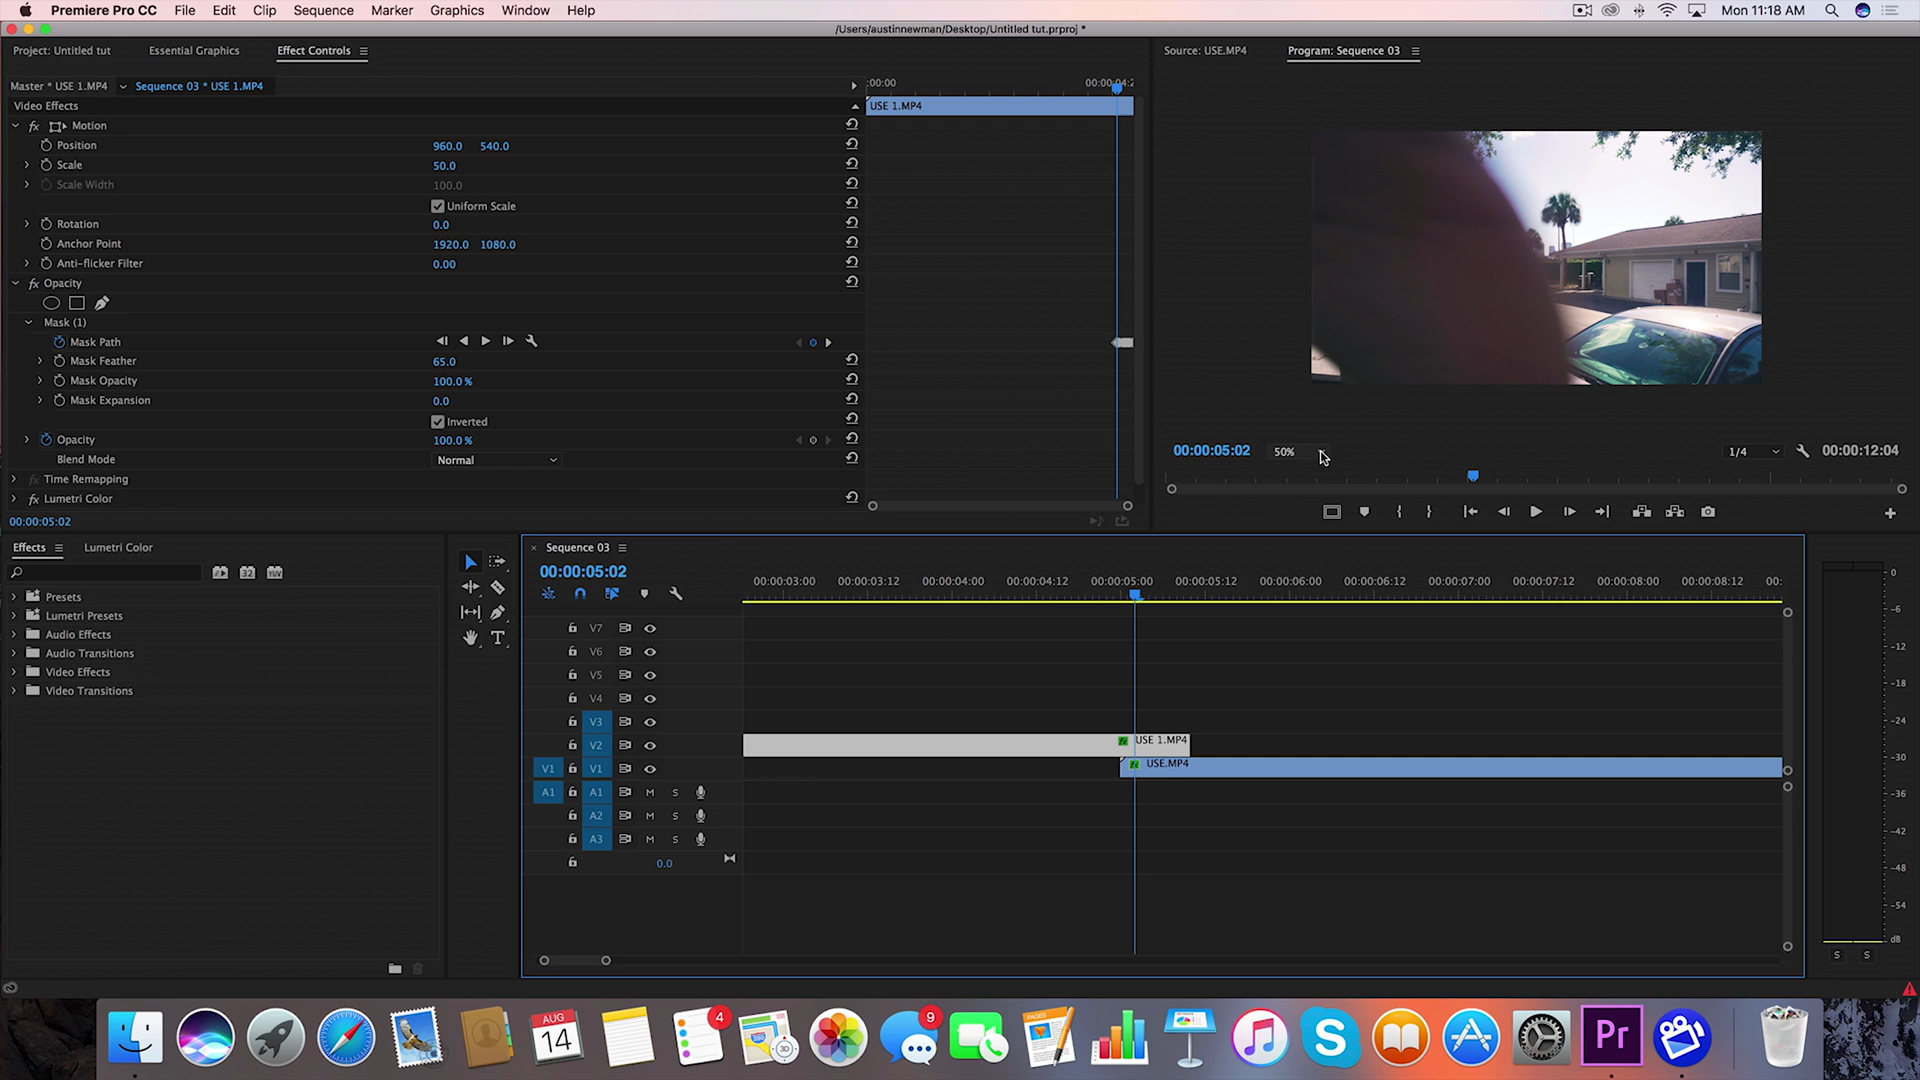 Premiere Pro CC File Edit Clip Sequence Marker Graphics Window Help Mon 11:18 AM
/Users/austinnewman/Desktop/Untitled tut.prproj *
Project: Untitled tut Essential Graphics Effect Controls
Source: USE.MP4 Program: Sequence 03
Master * USE 1.MP4 Sequence 03 * USE 1.MP4
:00:00 00:00:04:2
Video Effects
USE 1.MP4
fx Motion
Position 960.0 540.0
Scale 50.0
Scale Width 100.0
Uniform Scale
Rotation 0.0
Anchor Point 1920.0 1080.0
Anti-flicker Filter 0.00
fx Opacity
Mask (1)
Mask Path
Mask Feather 65.0
Mask Opacity 100.0 %
Mask Expansion 0.0
Inverted
Opacity 100.0 %
Blend Mode Normal
fx Time Remapping
fx Lumetri Color
00:00:05:02
00:00:05:02 50% 1/4 00:00:12:04
Effects Lumetri Color
32 YUV
Presets
Lumetri Presets
Audio Effects
Audio Transitions
Video Effects
Video Transitions
× Sequence 03
00:00:05:02
00:00:03:00 00:00:03:12 00:00:04:00 00:00:04:12 00:00:05:00 00:00:05:12 00:00:06:00 00:00:06:12 00:00:07:00 00:00:07:12 00:00:08:00 00:00:08:12 00:
T
V7
V6
V5
V4
V3
V2 fx USE 1.MP4
V1 V1 fx USE.MP4
A1 A1 M S
A2 M S
A3 M S
0.0
0
-6
-12
-18
-24
-30
-36
-42
-48
-54
dB
S S
AUG
14
4
3D
9
PAGES
S
Pr